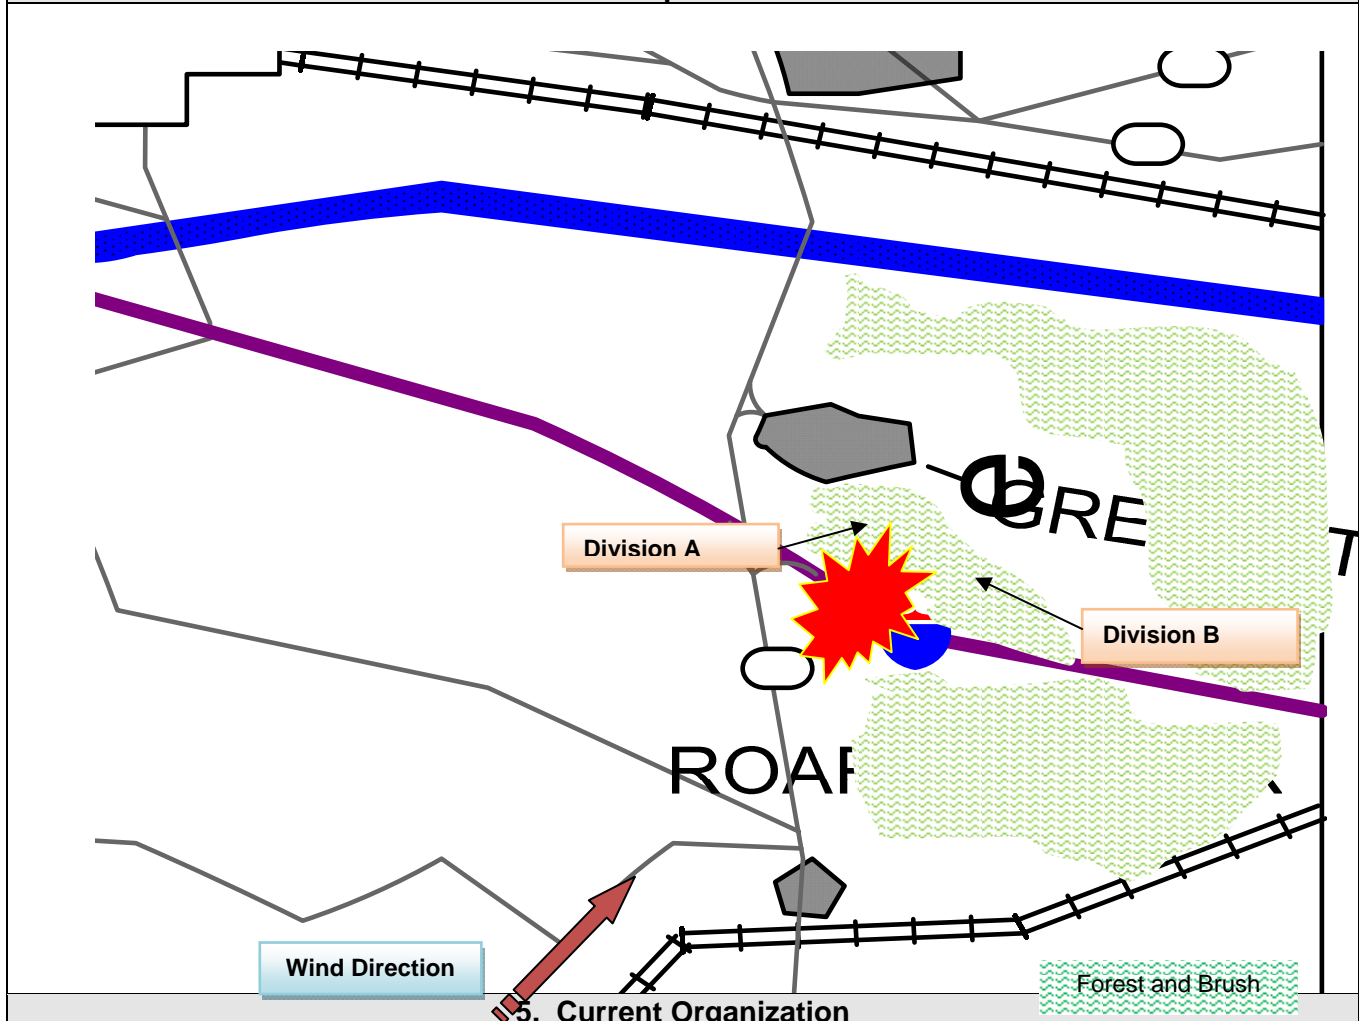 GRE
Division A
Division B
ROA
Wind Direction
Forest and Brush
5. Current Organization